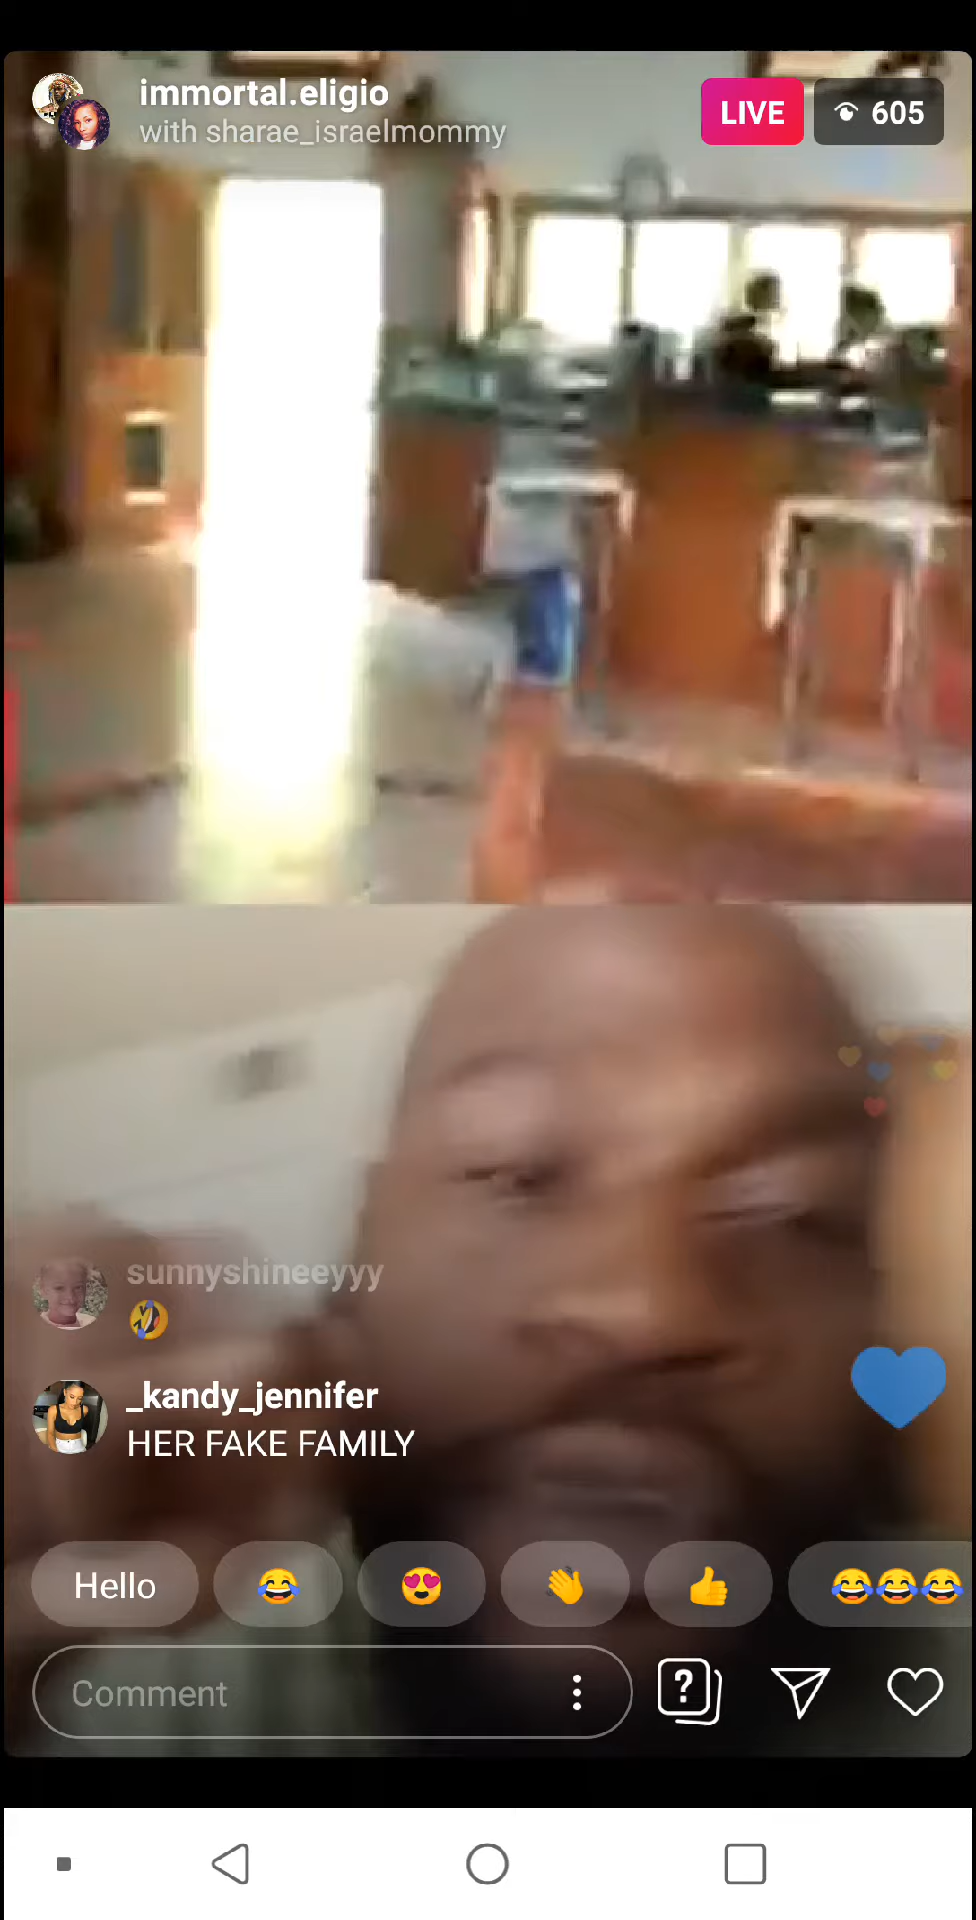 immortal.eligio
with sharae_israelmommy
LIVE
605
sunnyshineeyyy
🤣
_kandy_jennifer
HER FAKE FAMILY
Hello
😂
😍
👋
👍
😂😂😂
Comment
?